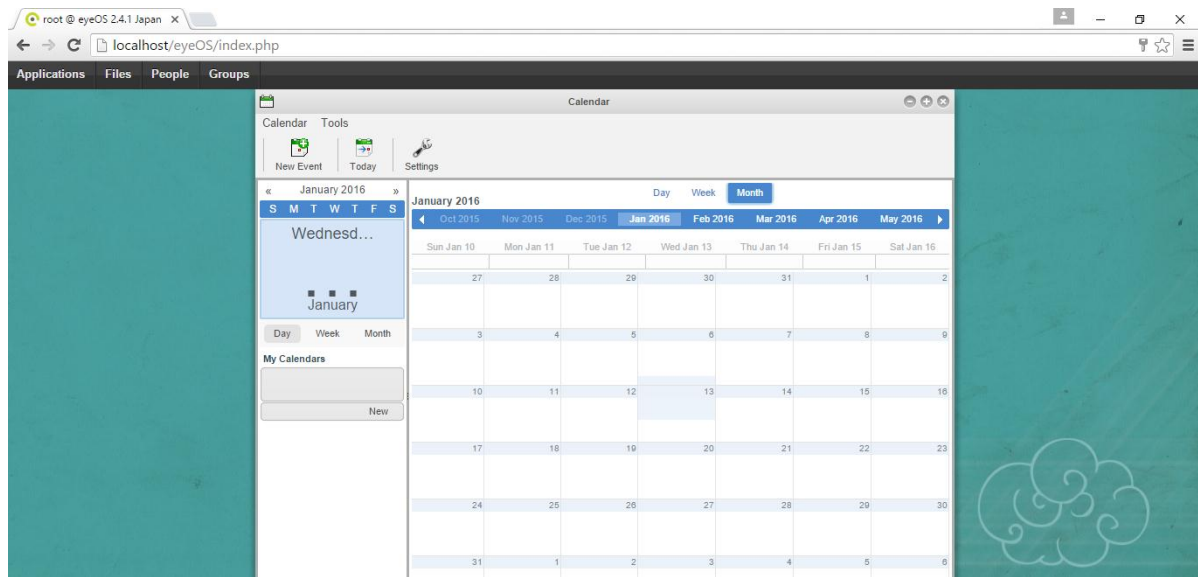 root @ eyeOS 2.4.1 Japan
localhost/eyeOS/index.php
Applications Files People Groups
Calendar
Calendar Tools
New Event Today Settings
« January 2016 »
S M T W T F S
Wednesd...
January
Day Week Month
My Calendars
New
January 2016 Day Week Month
Oct 2015 Nov 2015 Dec 2015 Jan 2016 Feb 2016 Mar 2016 Apr 2016 May 2016
Sun Jan 10 Mon Jan 11 Tue Jan 12 Wed Jan 13 Thu Jan 14 Fri Jan 15 Sat Jan 16
27 28 29 30 31 1 2
3 4 5 6 7 8 9
10 11 12 13 14 15 16
17 18 19 20 21 22 23
24 25 26 27 28 29 30
31 1 2 3 4 5 6